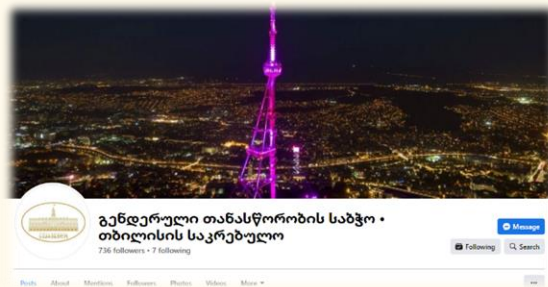 გენდერული თანასწორობის საბჭო •
თბილისის საკრებულო
736 followers • 7 following
Message
Following
Search
Posts About Mentions Followers Photos Videos More